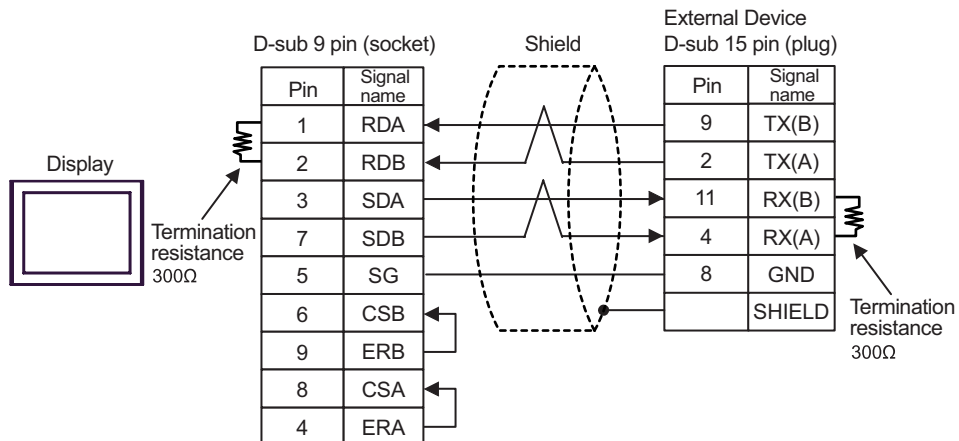 External Device
D-sub 9 pin (socket)
Shield
D-sub 15 pin (plug)
Pin Signal name
1 RDA
2 RDB
3 SDA
7 SDB
5 SG
6 CSB
9 ERB
8 CSA
4 ERA
Pin Signal name
9 TX(B)
2 TX(A)
11 RX(B)
4 RX(A)
8 GND
SHIELD
Display
Termination
resistance
300Ω
Termination
resistance
300Ω